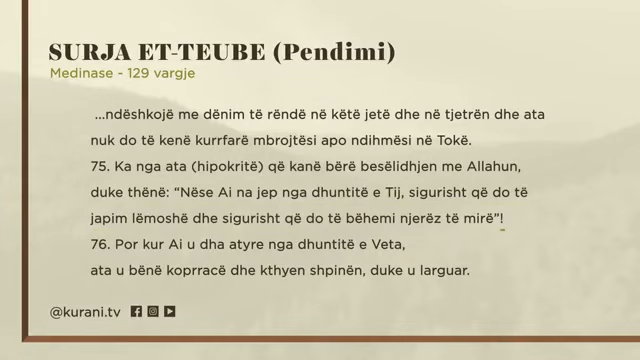 SURJA ET-TEUBE (Pendimi)
Medinase - 129 vargje
...ndëshkojë me dënim të rëndë në këtë jetë dhe në tjetrën dhe ata
nuk do të kenë kurrfarë mbrojtësi apo ndihmësi në Tokë.
75. Ka nga ata (hipokritë) që kanë bërë besëlidhjen me Allahun,
duke thënë: “Nëse Ai na jep nga dhuntitë e Tij, sigurisht që do të
japim lëmoshë dhe sigurisht që do të bëhemi njerëz të mirë”!
76. Por kur Ai u dha atyre nga dhuntitë e Veta,
ata u bënë koprracë dhe kthyen shpinën, duke u larguar.
@kurani.tv